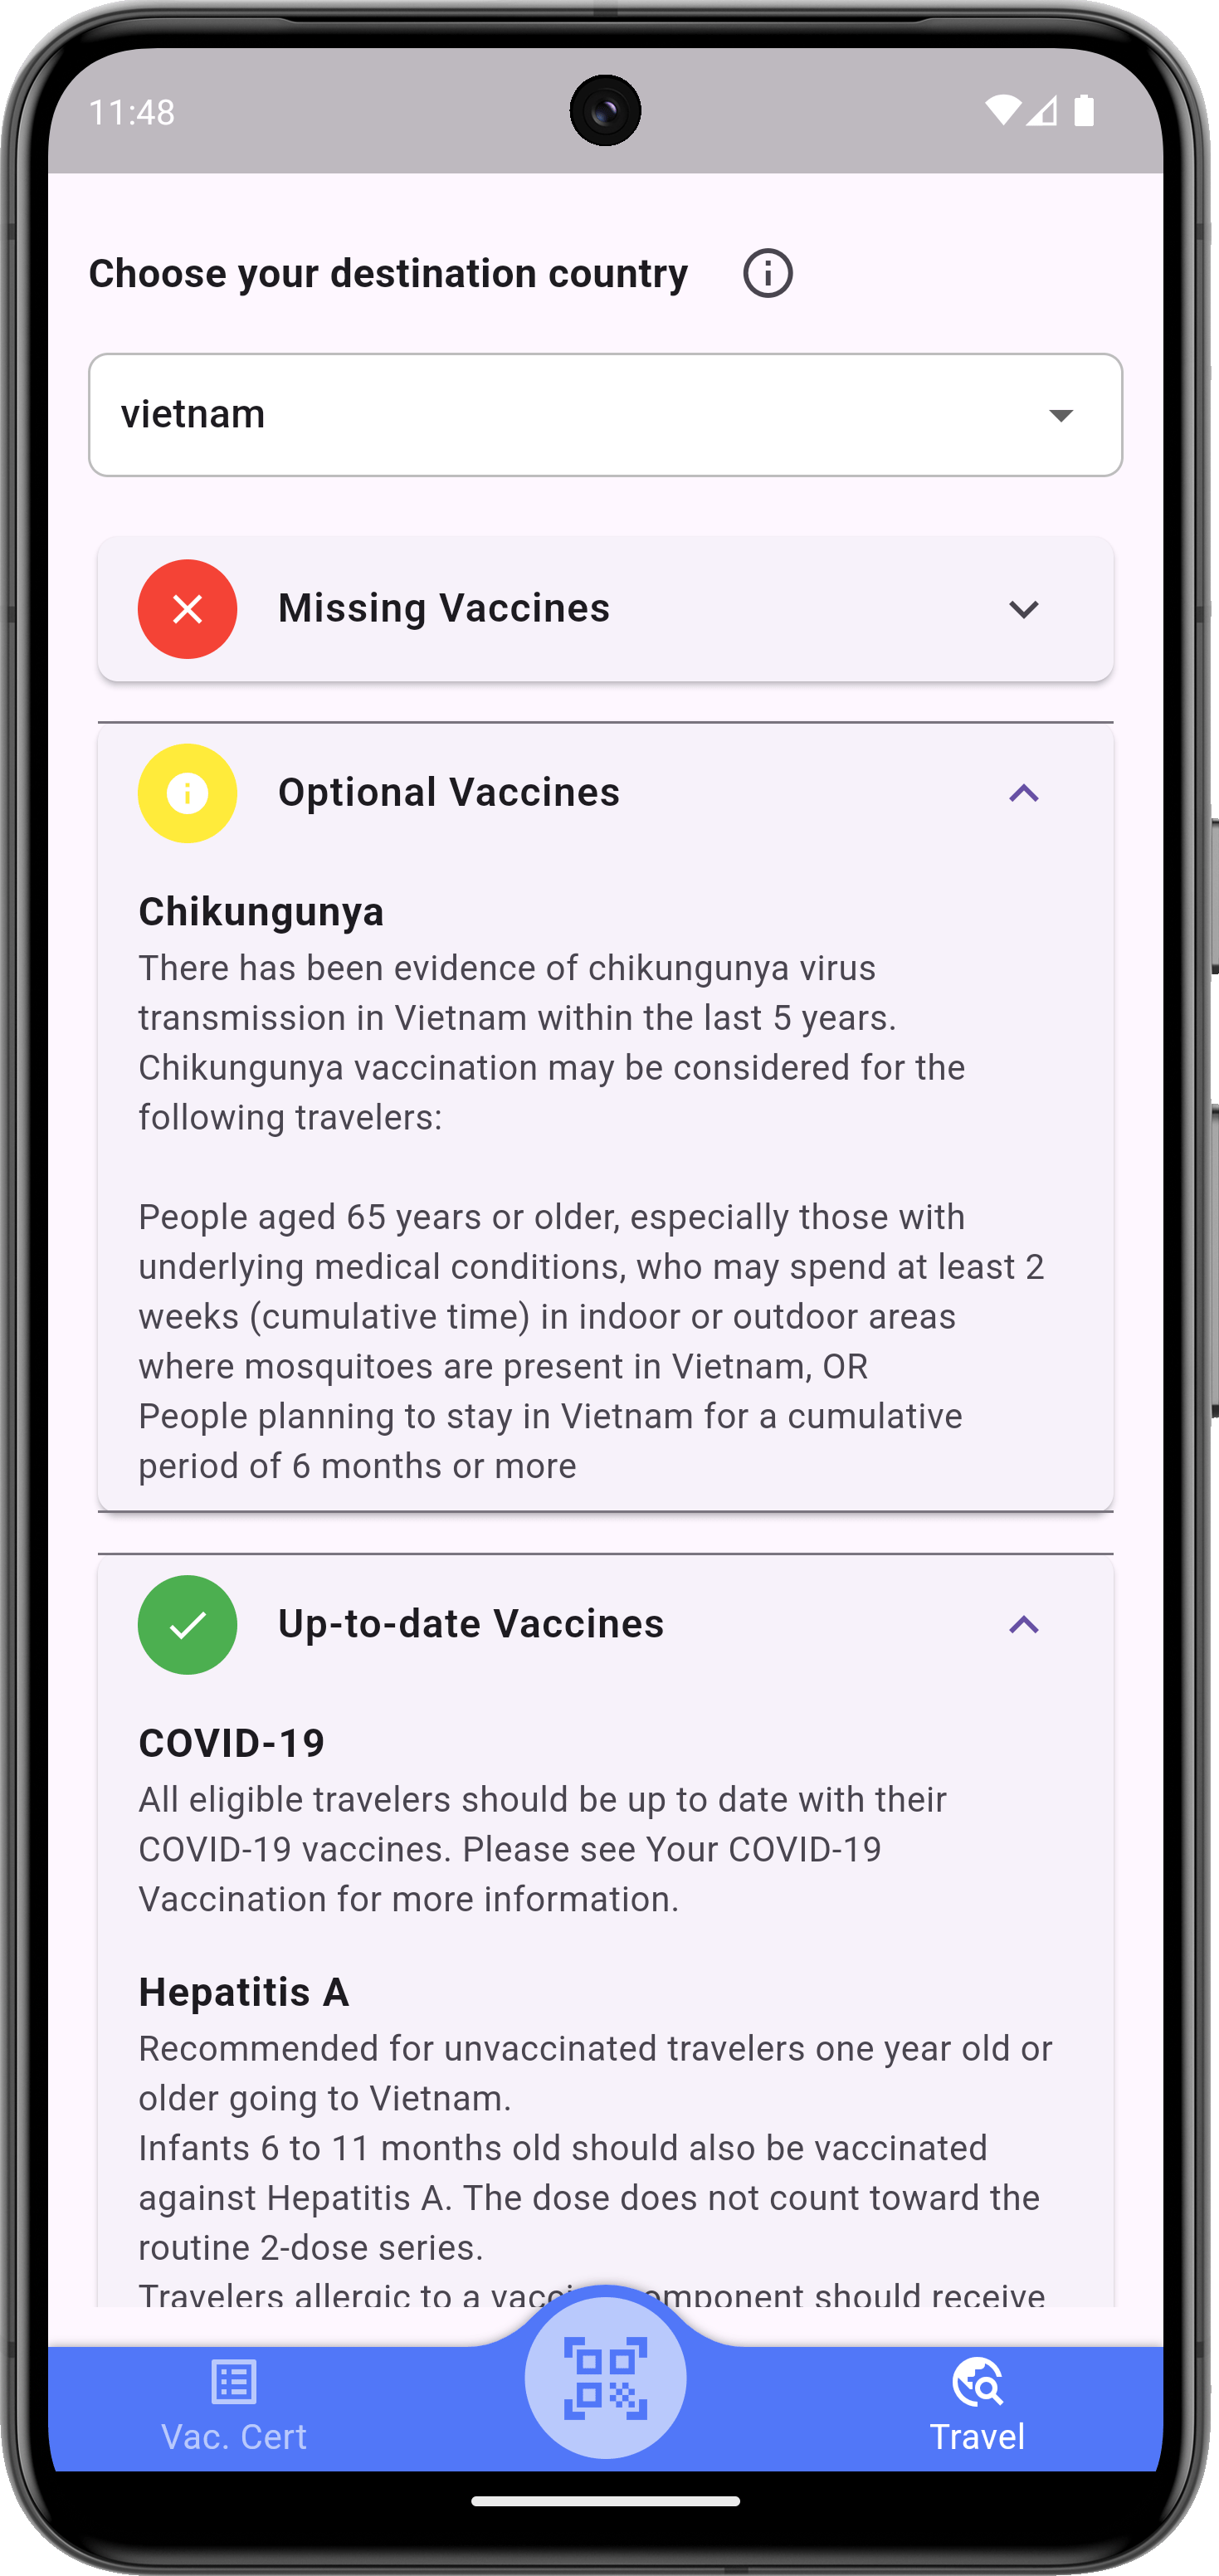 11:48
Choose your destination country
vietnam
Missing Vaccines
Optional Vaccines
Chikungunya
There has been evidence of chikungunya virus
transmission in Vietnam within the last 5 years.
Chikungunya vaccination may be considered for the
following travelers:
People aged 65 years or older, especially those with
underlying medical conditions, who may spend at least 2
weeks (cumulative time) in indoor or outdoor areas
where mosquitoes are present in Vietnam, OR
People planning to stay in Vietnam for a cumulative
period of 6 months or more
Up-to-date Vaccines
COVID-19
All eligible travelers should be up to date with their
COVID-19 vaccines. Please see Your COVID-19
Vaccination for more information.
Hepatitis A
Recommended for unvaccinated travelers one year old or
older going to Vietnam.
Infants 6 to 11 months old should also be vaccinated
against Hepatitis A. The dose does not count toward the
routine 2-dose series.
Travelers allergic to a should receive
Vac. Cert
Travel